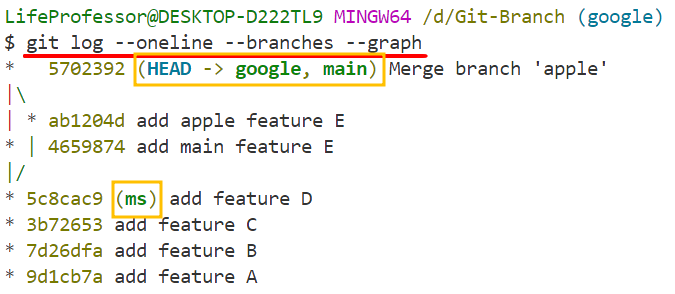 LifeProfessor@DESKTOP-D222TL9 MINGW64 /d/Git-Branch (google)
$ git log --oneline --branches --graph
*   5702392 (HEAD -> google, main) Merge branch 'apple'
|\
| * ab1204d add apple feature E
* | 4659874 add main feature E
|/
* 5c8cac9 (ms) add feature D
* 3b72653 add feature C
* 7d26dfa add feature B
* 9d1cb7a add feature A